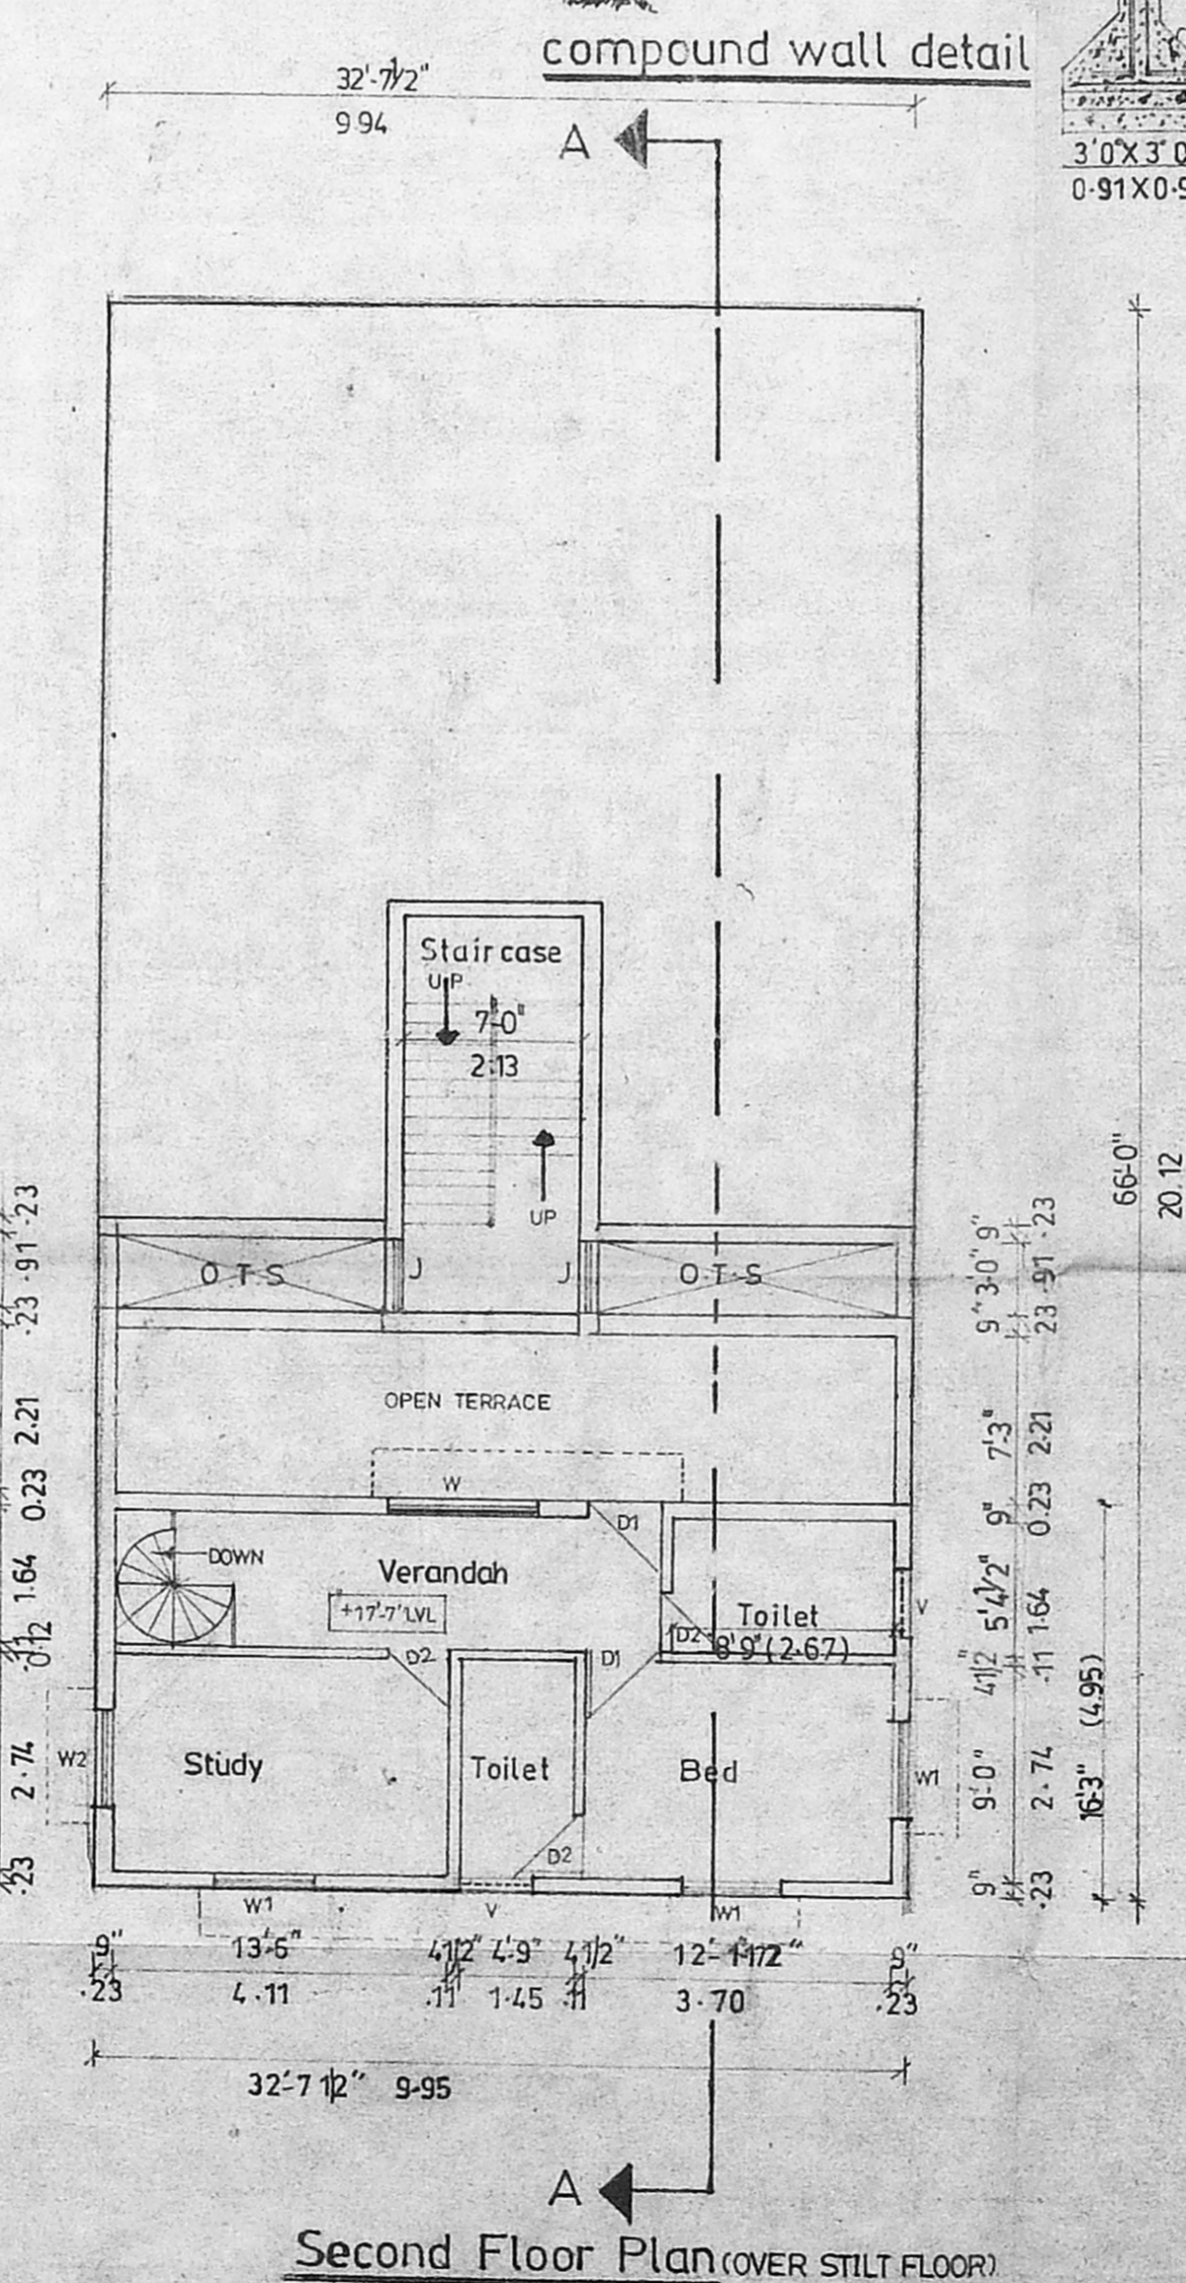 compound wall detail
32'-7½"
9.94
A
3'0"X3'0
0.91X0.9
Staircase
UP
7'-0"
2.13
UP
O.T.S
J
J
O.T.S
OPEN TERRACE
W
D1
DOWN
Verandah
+17'-7"LVL
Toilet
8'9"(2.67)
V
D2
D2
D1
Study
Toilet
Bed
W2
W1
D2
W1
V
W1
.23
.91
.23
2.21
0.23
1.64
0.12
2.74
.23
9"
3'-0"
9"
7'-3"
9"
5'4½"
4½"
9'-0"
9"
.23
.91
23
2.21
0.23
1.64
.11
2.74
.23
16'3" (4.95)
66'-0"
20.12
9" 13'-6" 4½" 4'-9" 4½" 9"
.23 4.11 .11 1.45 .11 3.70 .23
32'-7½" 9.95
A
Second Floor Plan (OVER STILT FLOOR)